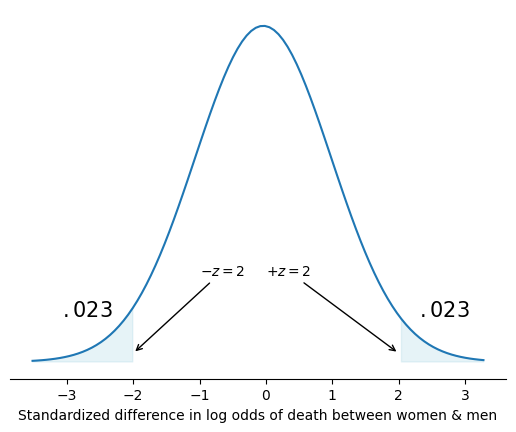 −z = 2 +z = 2
.023 .023
−3 −2 −1 0 1 2 3
Standardized difference in log odds of death between women & men